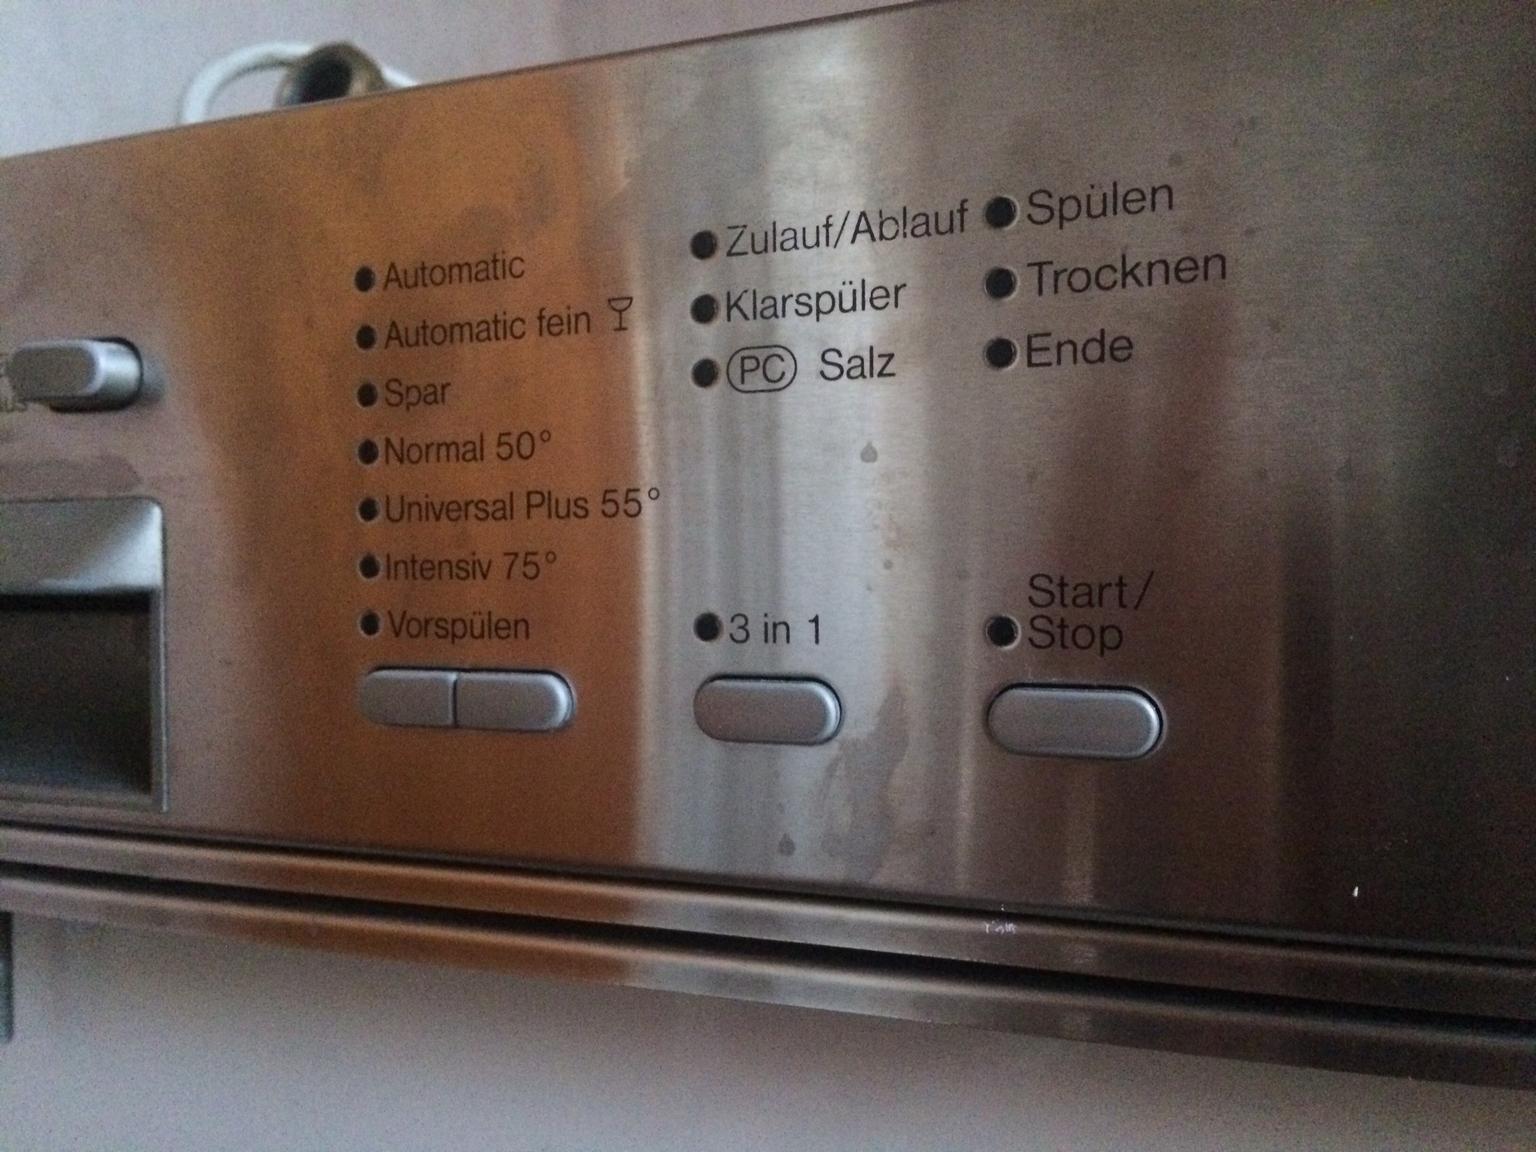 Automatic
Automatic fein
Spar
Normal 50°
Universal Plus 55°
Intensiv 75°
Vorspülen
Zulauf/Ablauf
Klarspüler
PC Salz
3 in 1
Spülen
Trocknen
Ende
Start/
Stop